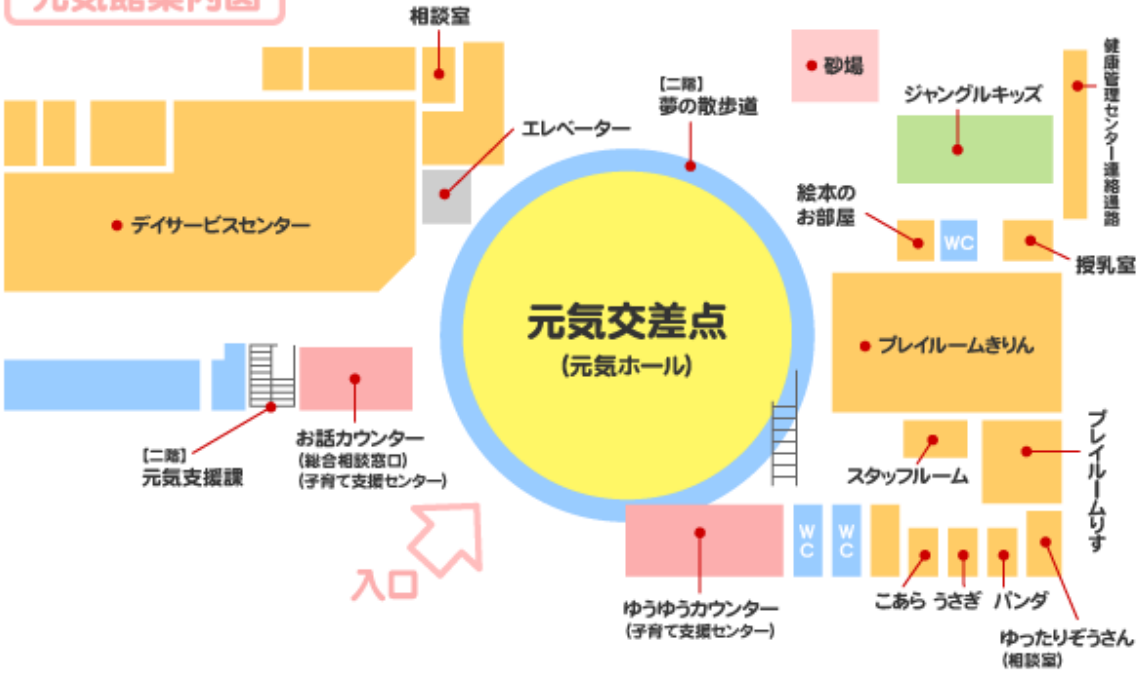 元気館案内図
相談室
砂場
健康管理センター連絡通路
【二階】
夢の散歩道
ジャングルキッズ
エレベーター
絵本の
お部屋
デイサービスセンター
WC
授乳室
元気交差点
(元気ホール)
プレイルームきりん
プレイルームりす
お話カウンター
(総合相談窓口)
(子育て支援センター)
【二階】
元気支援課
スタッフルーム
入口
WC
WC
ゆうゆうカウンター
(子育て支援センター)
こあら
うさぎ
パンダ
ゆったりぞうさん
(相談室)